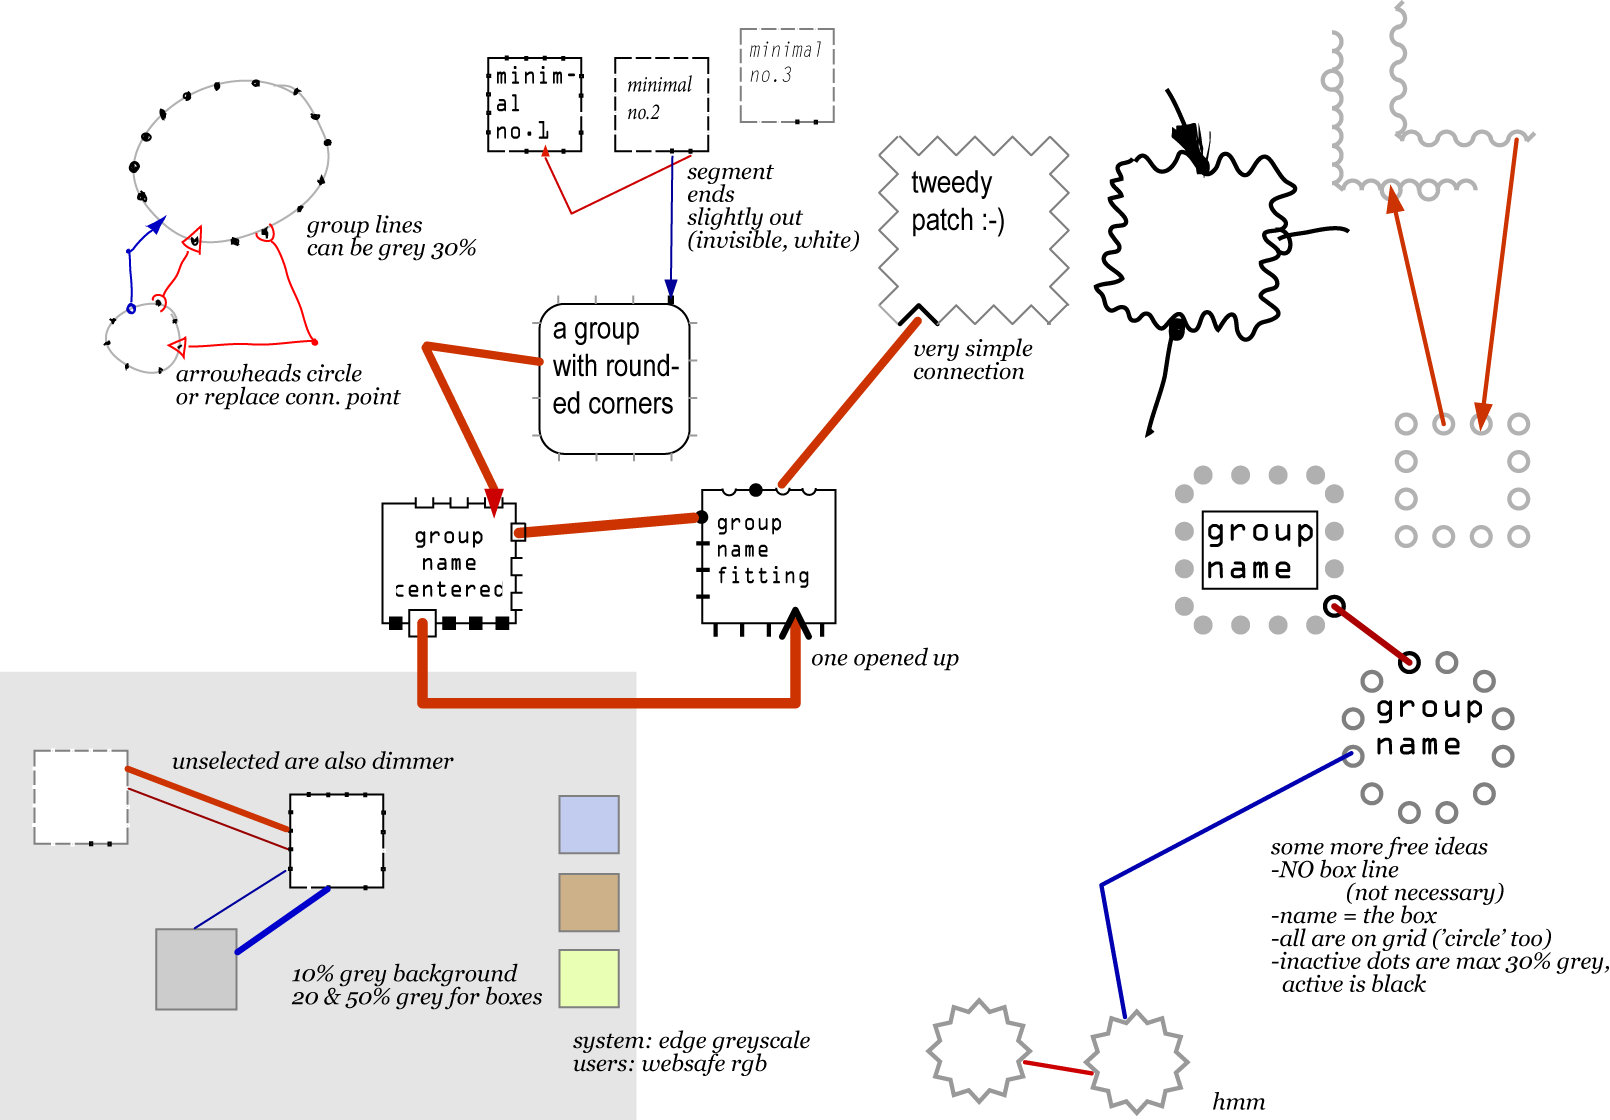 minim-
al
no.1
minimal
no.2
minimal
no.3
segment
ends
slightly out
(invisible, white)
group lines
can be grey 30%
arrowheads circle
or replace conn. point
tweedy
patch :-)
very simple
connection
a group
with round-
ed corners
group
name
centered
group
name
fitting
one opened up
group
name
group
name
unselected are also dimmer
10% grey background
20 & 50% grey for boxes
system: edge greyscale
users: websafe rgb
some more free ideas
-NO box line
(not necessary)
-name = the box
-all are on grid ('circle' too)
-inactive dots are max 30% grey,
active is black
hmm